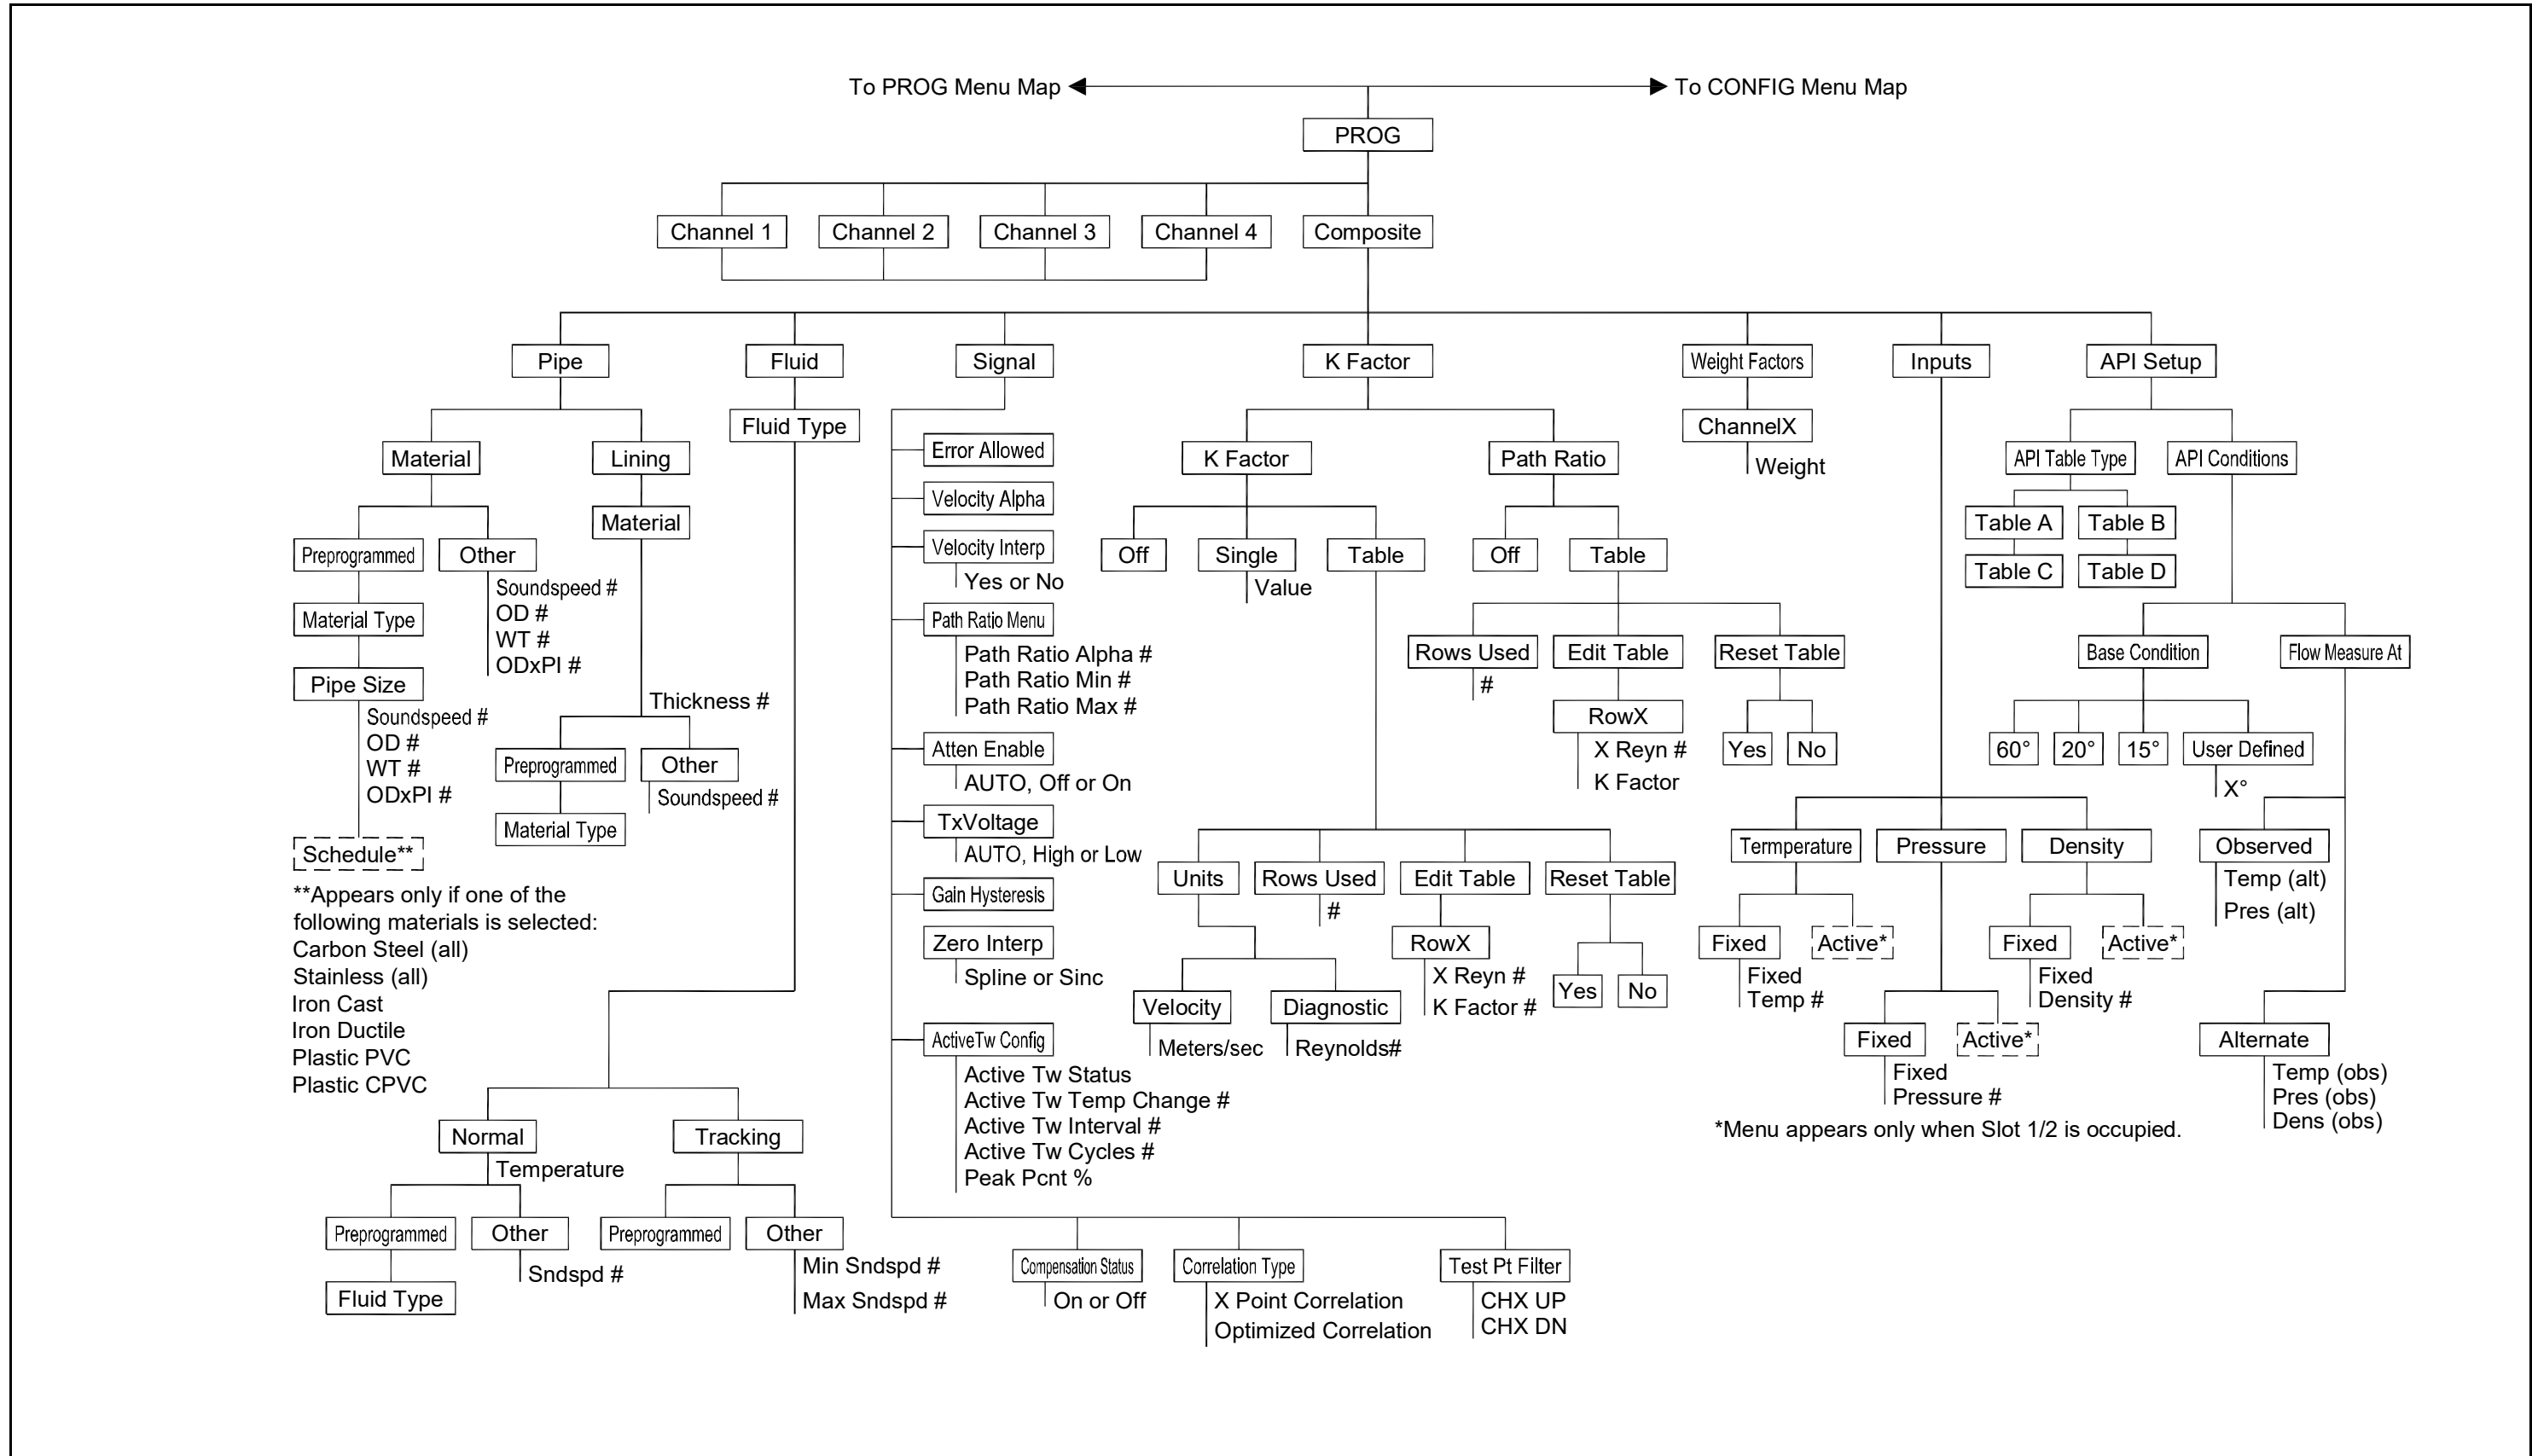 To PROG Menu Map
To CONFIG Menu Map
PROG
Channel 1
Channel 2
Channel 3
Channel 4
Composite
Pipe
Fluid
Signal
K Factor
Weight Factors
Inputs
API Setup
Material
Lining
Preprogrammed
Other
Material
Soundspeed #
OD #
WT #
ODxPI #
Material Type
Pipe Size
Soundspeed #
OD #
WT #
ODxPI #
Thickness #
Preprogrammed
Other
Soundspeed #
Material Type
Schedule**
**Appears only if one of the
following materials is selected:
Carbon Steel (all)
Stainless (all)
Iron Cast
Iron Ductile
Plastic PVC
Plastic CPVC
Fluid Type
Normal
Tracking
Temperature
Preprogrammed
Other
Preprogrammed
Other
Sndspd #
Min Sndspd #
Max Sndspd #
Fluid Type
Error Allowed
Velocity Alpha
Velocity Interp
Yes or No
Path Ratio Menu
Path Ratio Alpha #
Path Ratio Min #
Path Ratio Max #
Atten Enable
AUTO, Off or On
TxVoltage
AUTO, High or Low
Gain Hysteresis
Zero Interp
Spline or Sinc
ActiveTw Config
Active Tw Status
Active Tw Temp Change #
Active Tw Interval #
Active Tw Cycles #
Peak Pcnt %
Compensation Status
On or Off
Correlation Type
X Point Correlation
Optimized Correlation
Test Pt Filter
CHX UP
CHX DN
K Factor
Path Ratio
Off
Single
Value
Table
Off
Table
Rows Used
#
Edit Table
Reset Table
RowX
X Reyn #
K Factor
Yes
No
Units
Rows Used
#
Edit Table
Reset Table
RowX
X Reyn #
K Factor #
Yes
No
Velocity
Meters/sec
Diagnostic
Reynolds#
ChannelX
Weight
Termperature
Pressure
Density
Fixed
Active*
Fixed
Temp #
Fixed
Active*
Fixed
Density #
Fixed
Active*
Fixed
Pressure #
*Menu appears only when Slot 1/2 is occupied.
API Table Type
API Conditions
Table A
Table B
Table C
Table D
Base Condition
Flow Measure At
60°
20°
15°
User Defined
X°
Observed
Temp (alt)
Pres (alt)
Alternate
Temp (obs)
Pres (obs)
Dens (obs)